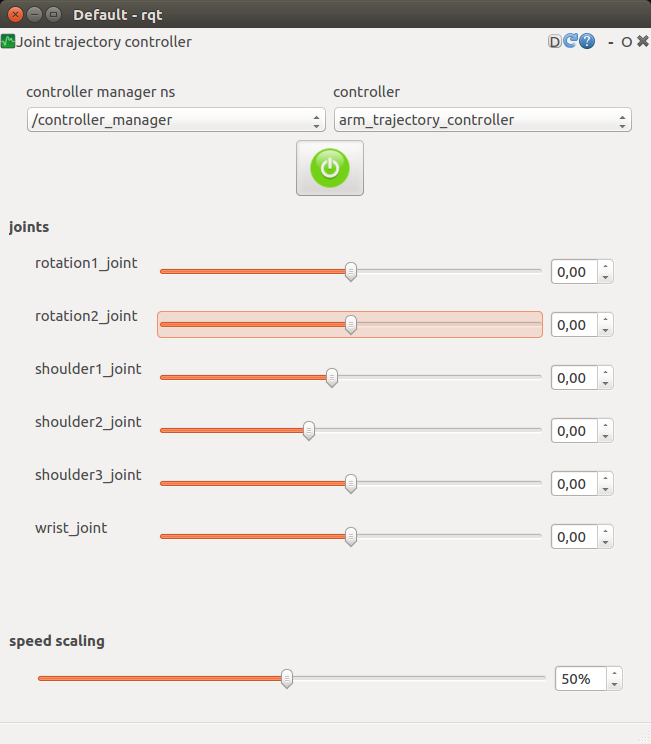 Default - rqt
Joint trajectory controller
D ? - O
controller manager ns controller
/controller_manager arm_trajectory_controller
joints
rotation1_joint 0,00
rotation2_joint 0,00
shoulder1_joint 0,00
shoulder2_joint 0,00
shoulder3_joint 0,00
wrist_joint 0,00
speed scaling
50%